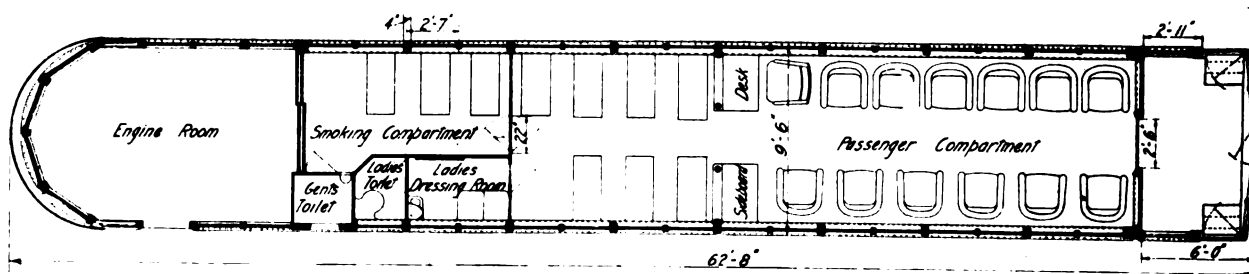 4"
2'-7"
2'-11"
Engine Room
Smoking Compartment
22"
Desk
9'-6"
Passenger Compartment
2'-6"
Gents
Toilet
Ladies
Toilet
Ladies
Dressing Room
Sideboard
62'-8"
6'-0"